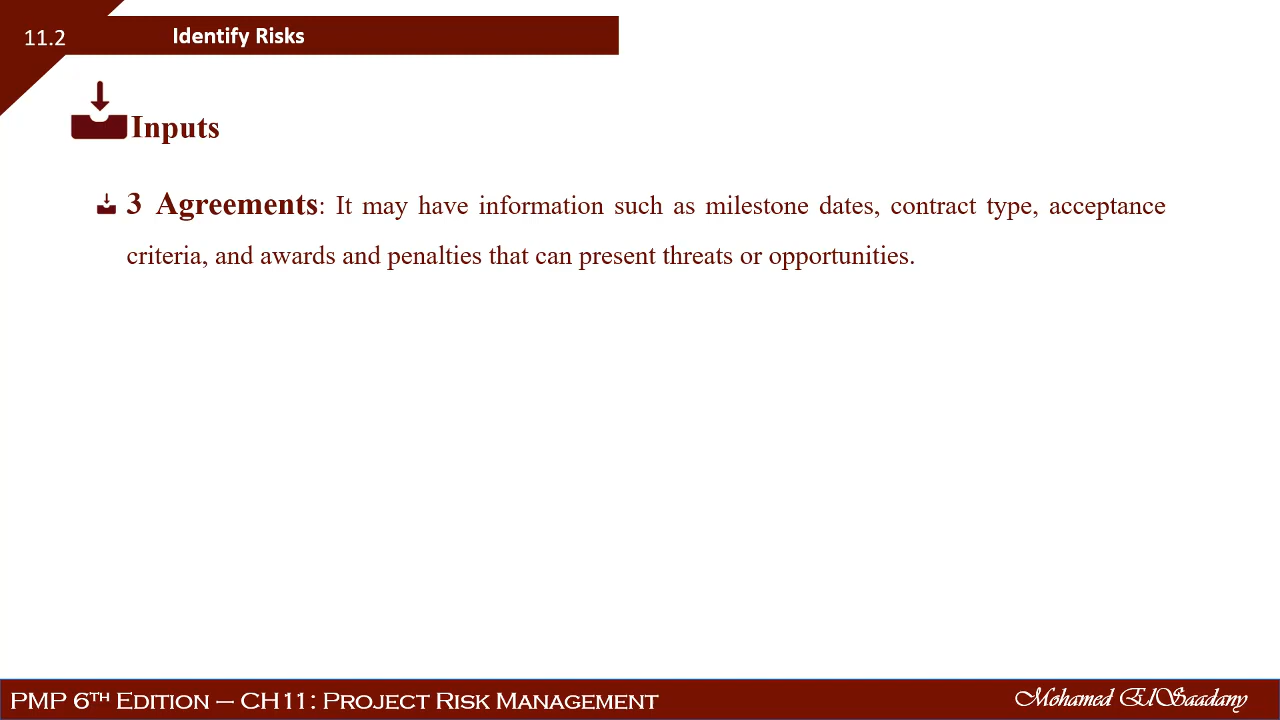 11.2
Identify Risks
Inputs
3 Agreements: It may have information such as milestone dates, contract type, acceptance
criteria, and awards and penalties that can present threats or opportunities.
PMP 6TH EDITION – CH11: PROJECT RISK MANAGEMENT
Mohamed ElSaadany